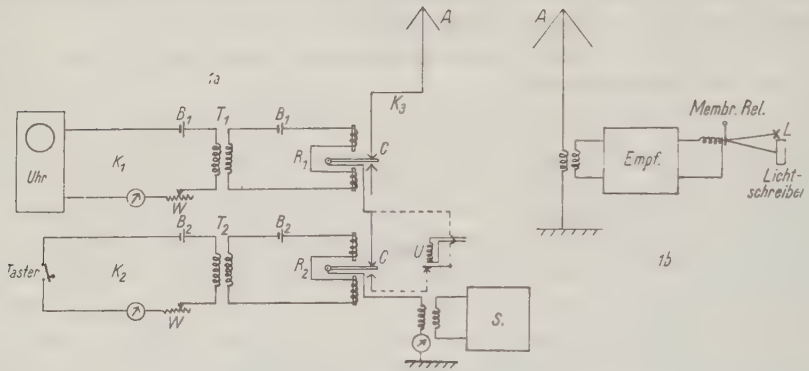 A
A
1a
K3
B1
T1
B1
C
Membr. Rel.
L
R1
Uhr
K1
Empf.
Licht-
schreiber
W
B2
T2
B2
C
U
1b
R2
Taster
K2
S.
W